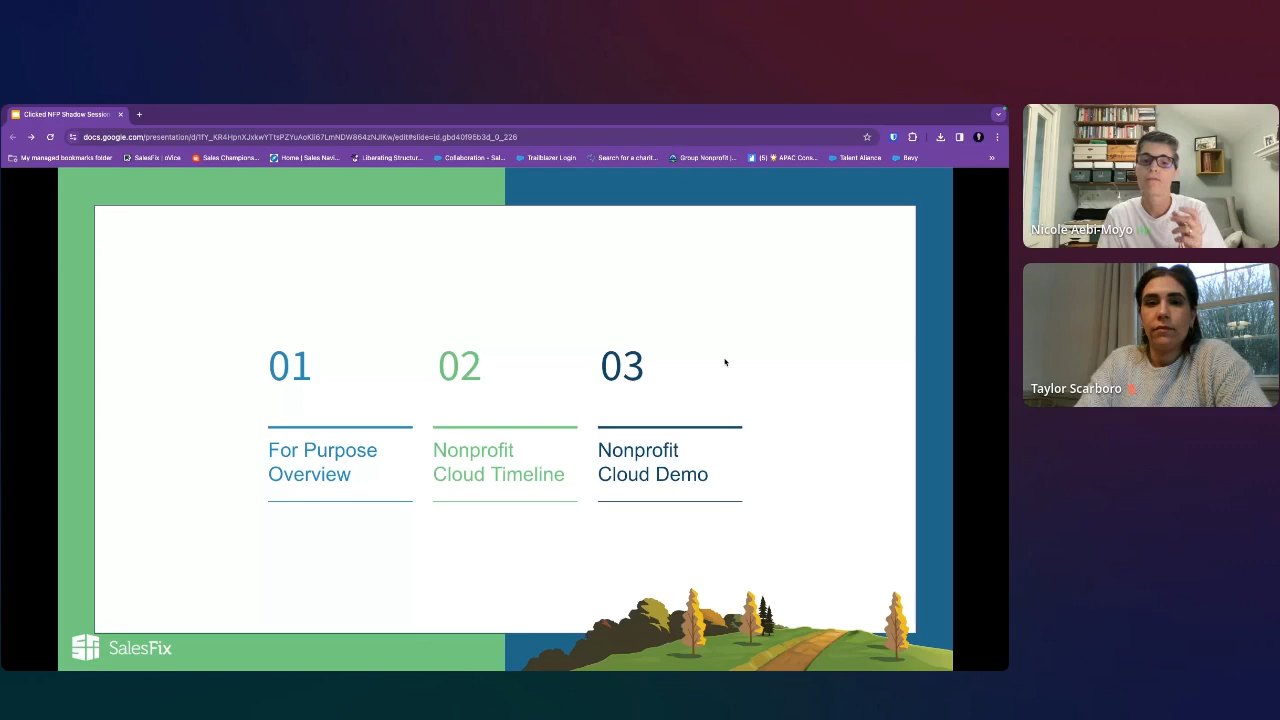 Clicked NFP Shadow Session
docs.google.com/presentation/d/1fY_KR4HpnXJxkwYTtsPZYuAoKli67LmNDW864zNJlKw/edit#slide=id.gbd40f95b3d_0_226
My managed bookmarks folder
SalesFix | oVice
Sales Champions...
Home | Sales Navi...
Liberating Structur...
Collaboration - Sal...
Trailblazer Login
Search for a charit...
Group Nonprofit |...
(5) APAC Cons...
Talent Alliance
Bevy
01
02
03
For Purpose
Overview
Nonprofit
Cloud Timeline
Nonprofit
Cloud Demo
SalesFix
Nicole Aebi-Moyo
Taylor Scarboro